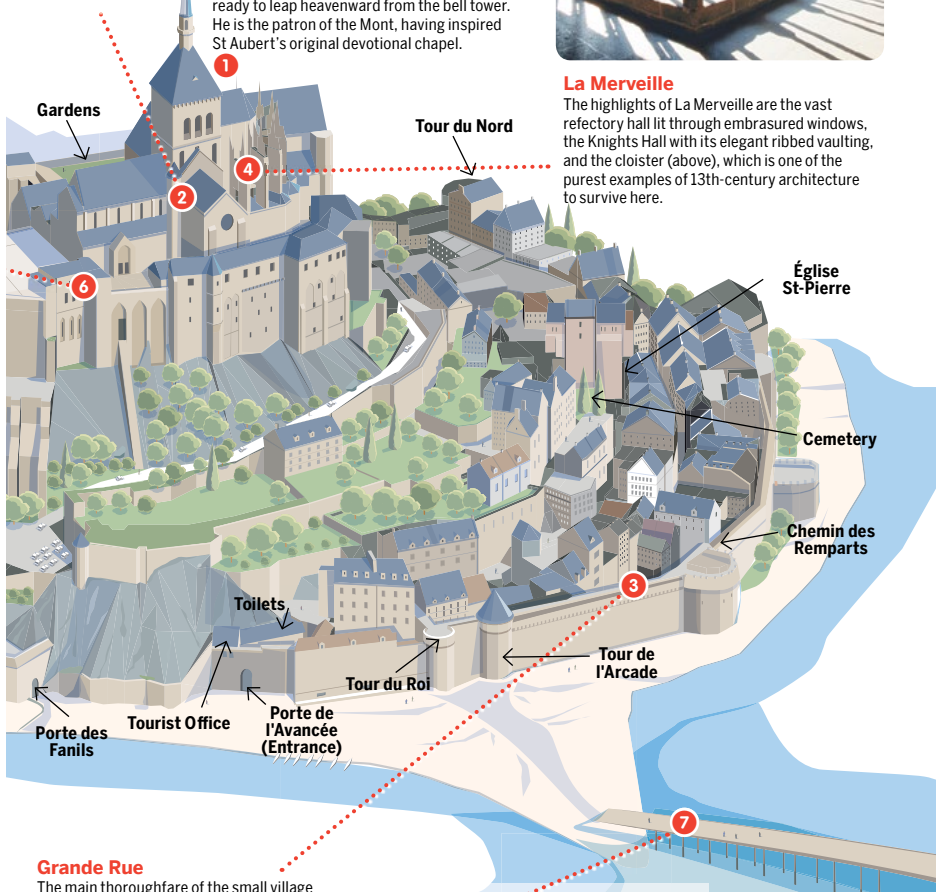 ready to leap heavenward from the bell tower.
He is the patron of the Mont, having inspired
St Aubert's original devotional chapel.
1
La Merveille
The highlights of La Merveille are the vast
refectory hall lit through embrasured windows,
the Knights Hall with its elegant ribbed vaulting,
and the cloister (above), which is one of the
purest examples of 13th-century architecture
to survive here.
Gardens
Tour du Nord
4
2
6
Église
St-Pierre
Cemetery
Chemin des
Remparts
3
Toilets
Tour de
l'Arcade
Tour du Roi
Tourist Office
Porte de
l'Avancée
(Entrance)
Porte des
Fanils
7
Grande Rue
The main thoroughfare of the small village